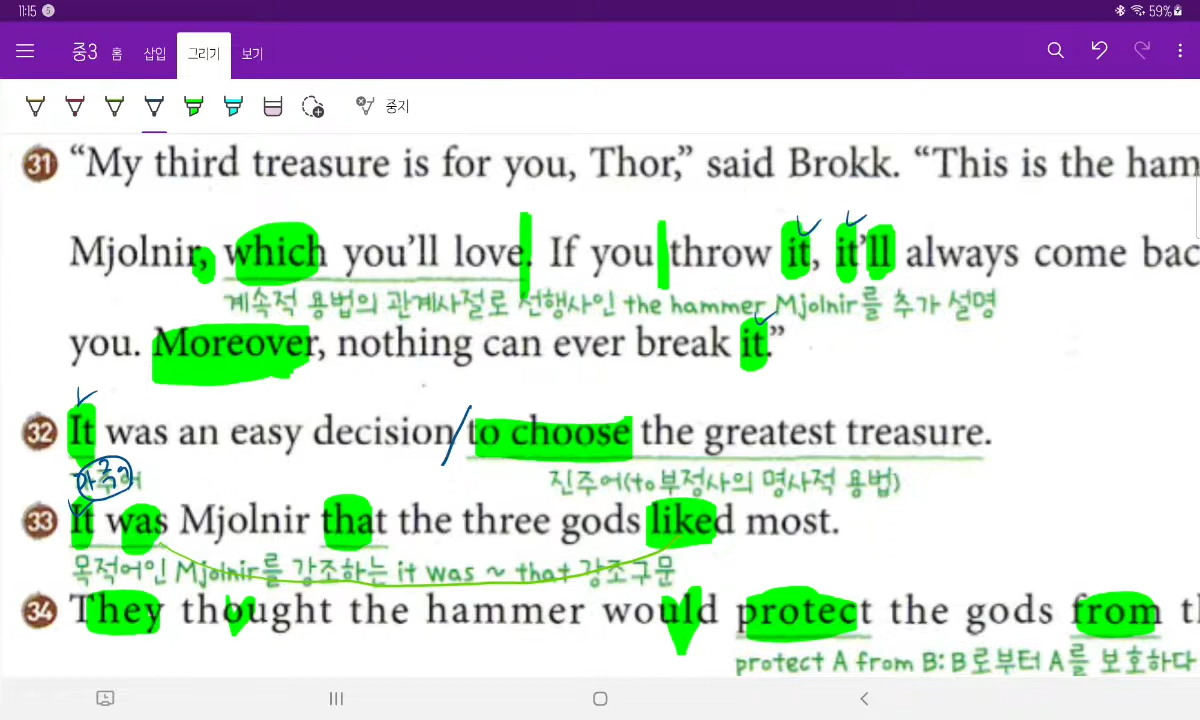 11:15 5 59%
중3 홈 삽입 그리기 보기
중지
31 “My third treasure is for you, Thor,” said Brokk. “This is the ham
Mjolnir, which you’ll love. If you throw it, it’ll always come bac
계속적 용법의 관계사절로 선행사인 the hammer Mjolnir를 추가 설명
you. Moreover, nothing can ever break it.”
32 It was an easy decision / to choose the greatest treasure.
가주어 진주어(to부정사의 명사적 용법)
33 It was Mjolnir that the three gods liked most.
목적어인 Mjolnir를 강조하는 it was ~ that 강조구문
34 They thought the hammer would protect the gods from th
protect A from B: B로부터 A를 보호하다